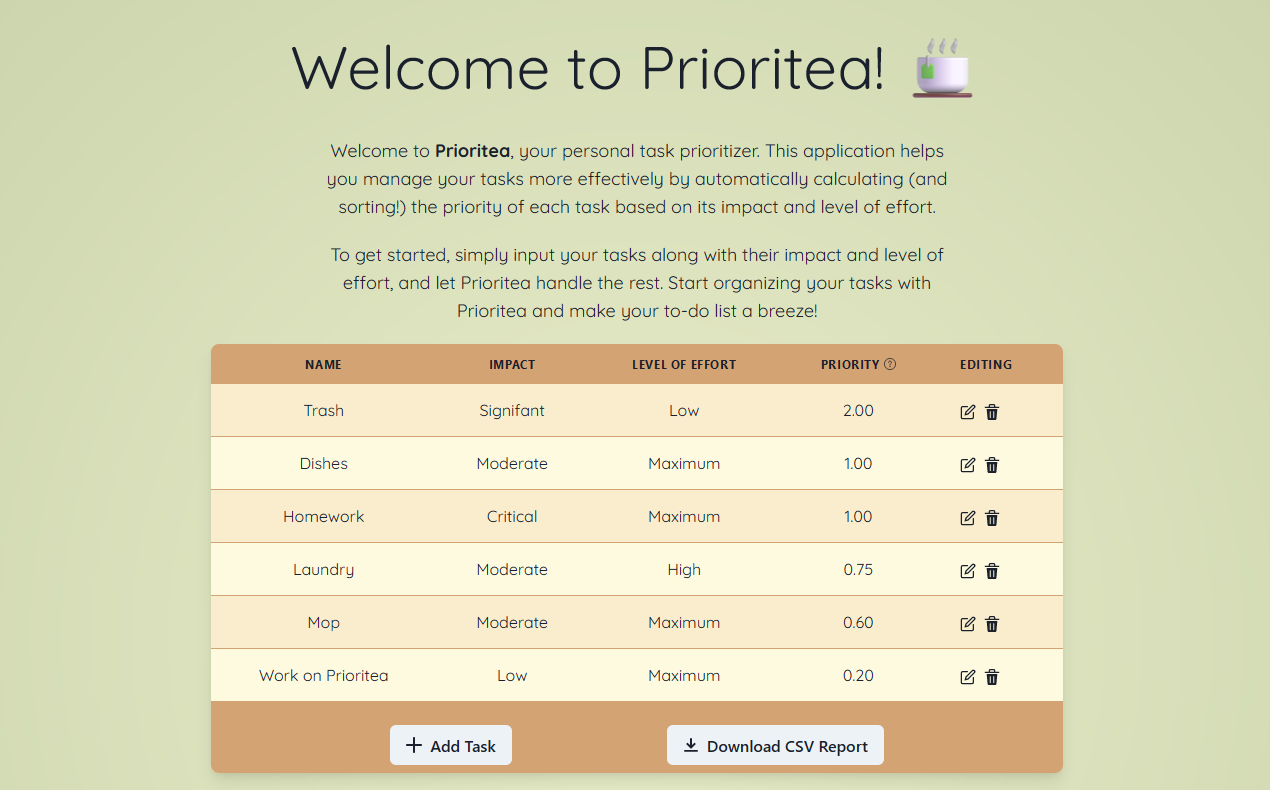 Welcome to Prioritea!
Welcome to Prioritea, your personal task prioritizer. This application helps
you manage your tasks more effectively by automatically calculating (and
sorting!) the priority of each task based on its impact and level of effort.
To get started, simply input your tasks along with their impact and level of
effort, and let Prioritea handle the rest. Start organizing your tasks with
Prioritea and make your to-do list a breeze!
NAME IMPACT LEVEL OF EFFORT PRIORITY EDITING
Trash Signifant Low 2.00
Dishes Moderate Maximum 1.00
Homework Critical Maximum 1.00
Laundry Moderate High 0.75
Mop Moderate Maximum 0.60
Work on Prioritea Low Maximum 0.20
Add Task Download CSV Report